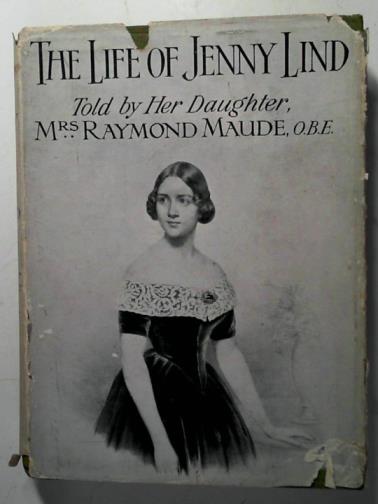 THE LIFE OF JENNY LIND
Told by Her Daughter,
MRS. RAYMOND MAUDE, O.B.E.